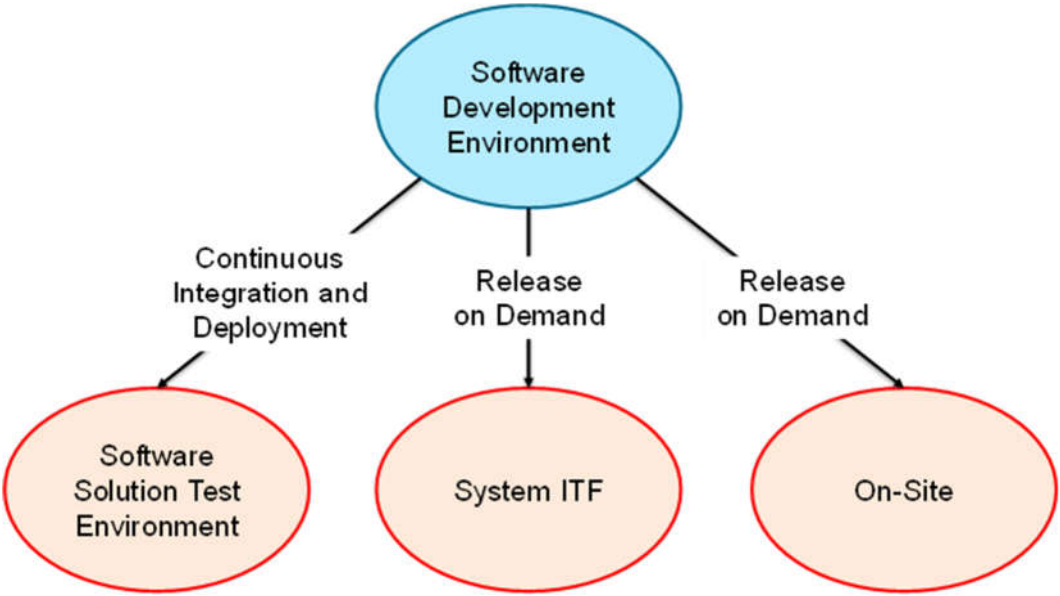 Software
Development
Environment
Continuous
Integration and
Deployment
Release
on Demand
Release
on Demand
Software
Solution Test
Environment
System ITF
On-Site